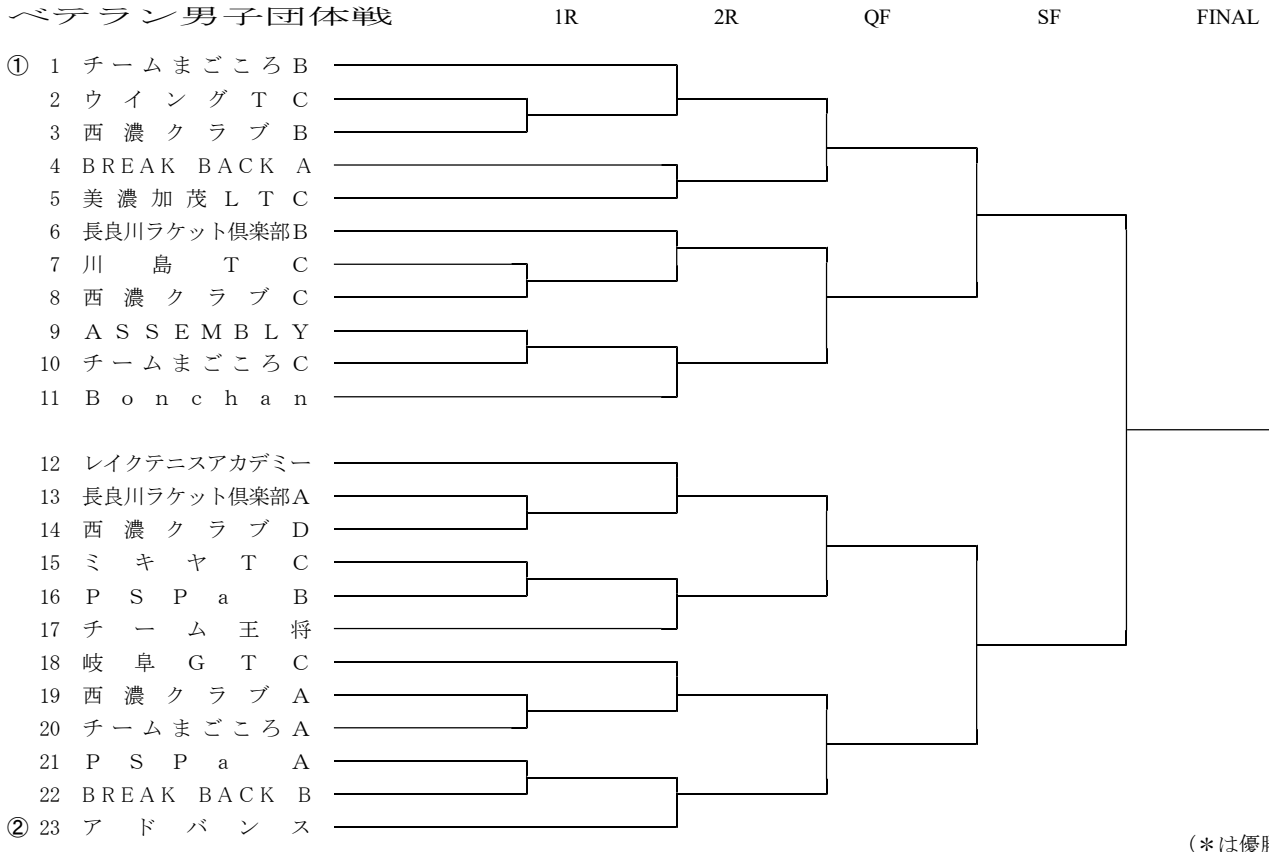 ベテラン男子団体戦 1R 2R QF SF FINAL
① 1 チームまごころB
2 ウイングTC
3 西濃クラブB
4 BREAK BACK A
5 美濃加茂LTC
6 長良川ラケット倶楽部B
7 川島TC
8 西濃クラブC
9 ASSEMBLY
10 チームまごころC
11 Bonchan
12 レイクテニスアカデミー
13 長良川ラケット倶楽部A
14 西濃クラブD
15 ミキヤTC
16 PSPa B
17 チーム王将
18 岐阜GTC
19 西濃クラブA
20 チームまごころA
21 PSPa A
22 BREAK BACK B
② 23 アドバンス
(*は優勝